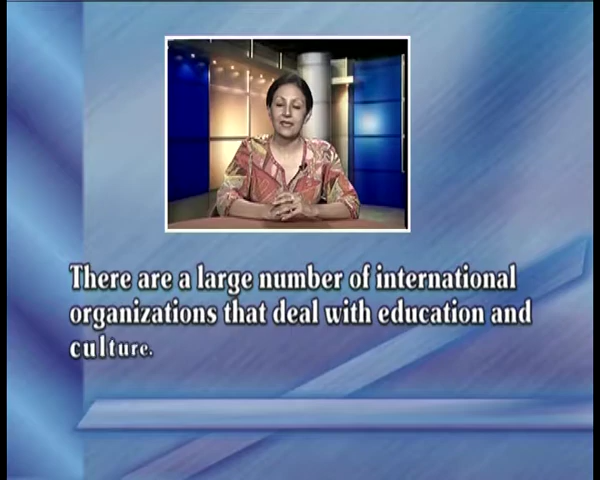 There are a large number of international
organizations that deal with education and
culture.